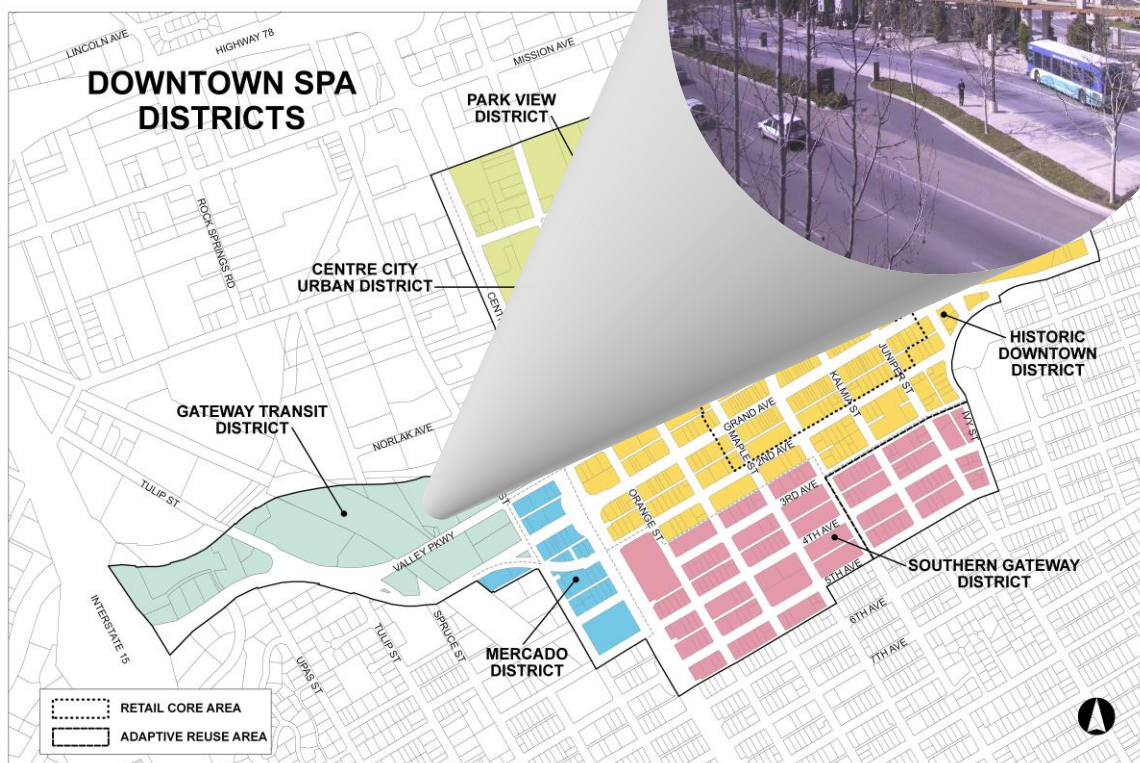 LINCOLN AVE
HIGHWAY 78
MISSION AVE
DOWNTOWN SPA
DISTRICTS
PARK VIEW
DISTRICT
ROCK SPRINGS RD
CENTRE CITY
URBAN DISTRICT
HISTORIC
DOWNTOWN
DISTRICT
JUNIPER ST
KALMIA ST
GRAND AVE
MAPLE ST
2ND AVE
IVY ST
GATEWAY TRANSIT
DISTRICT
NORLAK AVE
TULIP ST
ORANGE ST
3RD AVE
4TH AVE
5TH AVE
VALLEY PKWY
SOUTHERN GATEWAY
DISTRICT
INTERSTATE 15
6TH AVE
7TH AVE
SPRUCE ST
TULIP ST
UPAS ST
MERCADO
DISTRICT
RETAIL CORE AREA
ADAPTIVE REUSE AREA